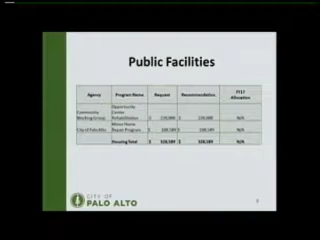 Public Facilities
Agency Program Name Request Recommendation FY17 Allocation
Community Working Group Opportunity Center Rehabilitation $ $ N/A
City of Palo Alto Minor Home Repair Program $ $ N/A
Housing Total $ $ N/A
CITY OF
PALO ALTO